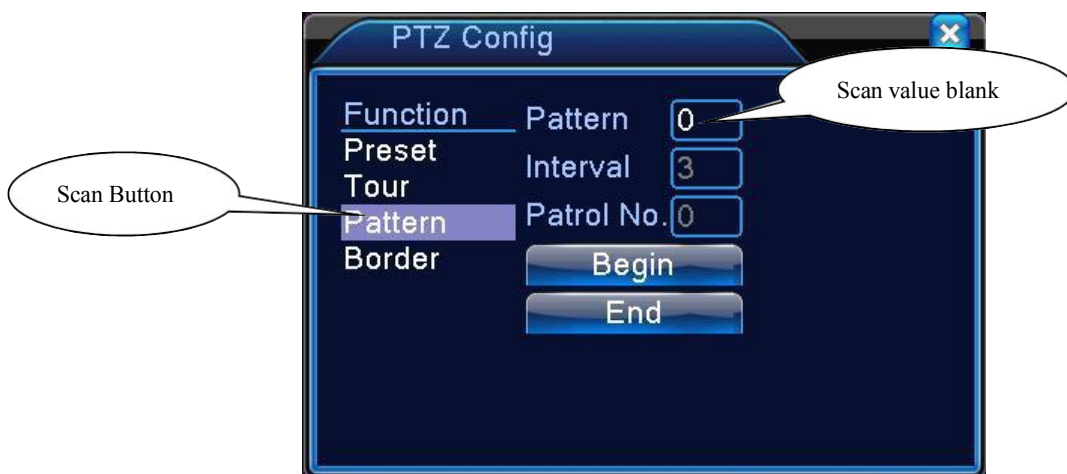 PTZ Config
Scan value blank
Function
Pattern 0
Preset
Interval 3
Tour
Scan Button
Pattern
Patrol No. 0
Border
Begin
End